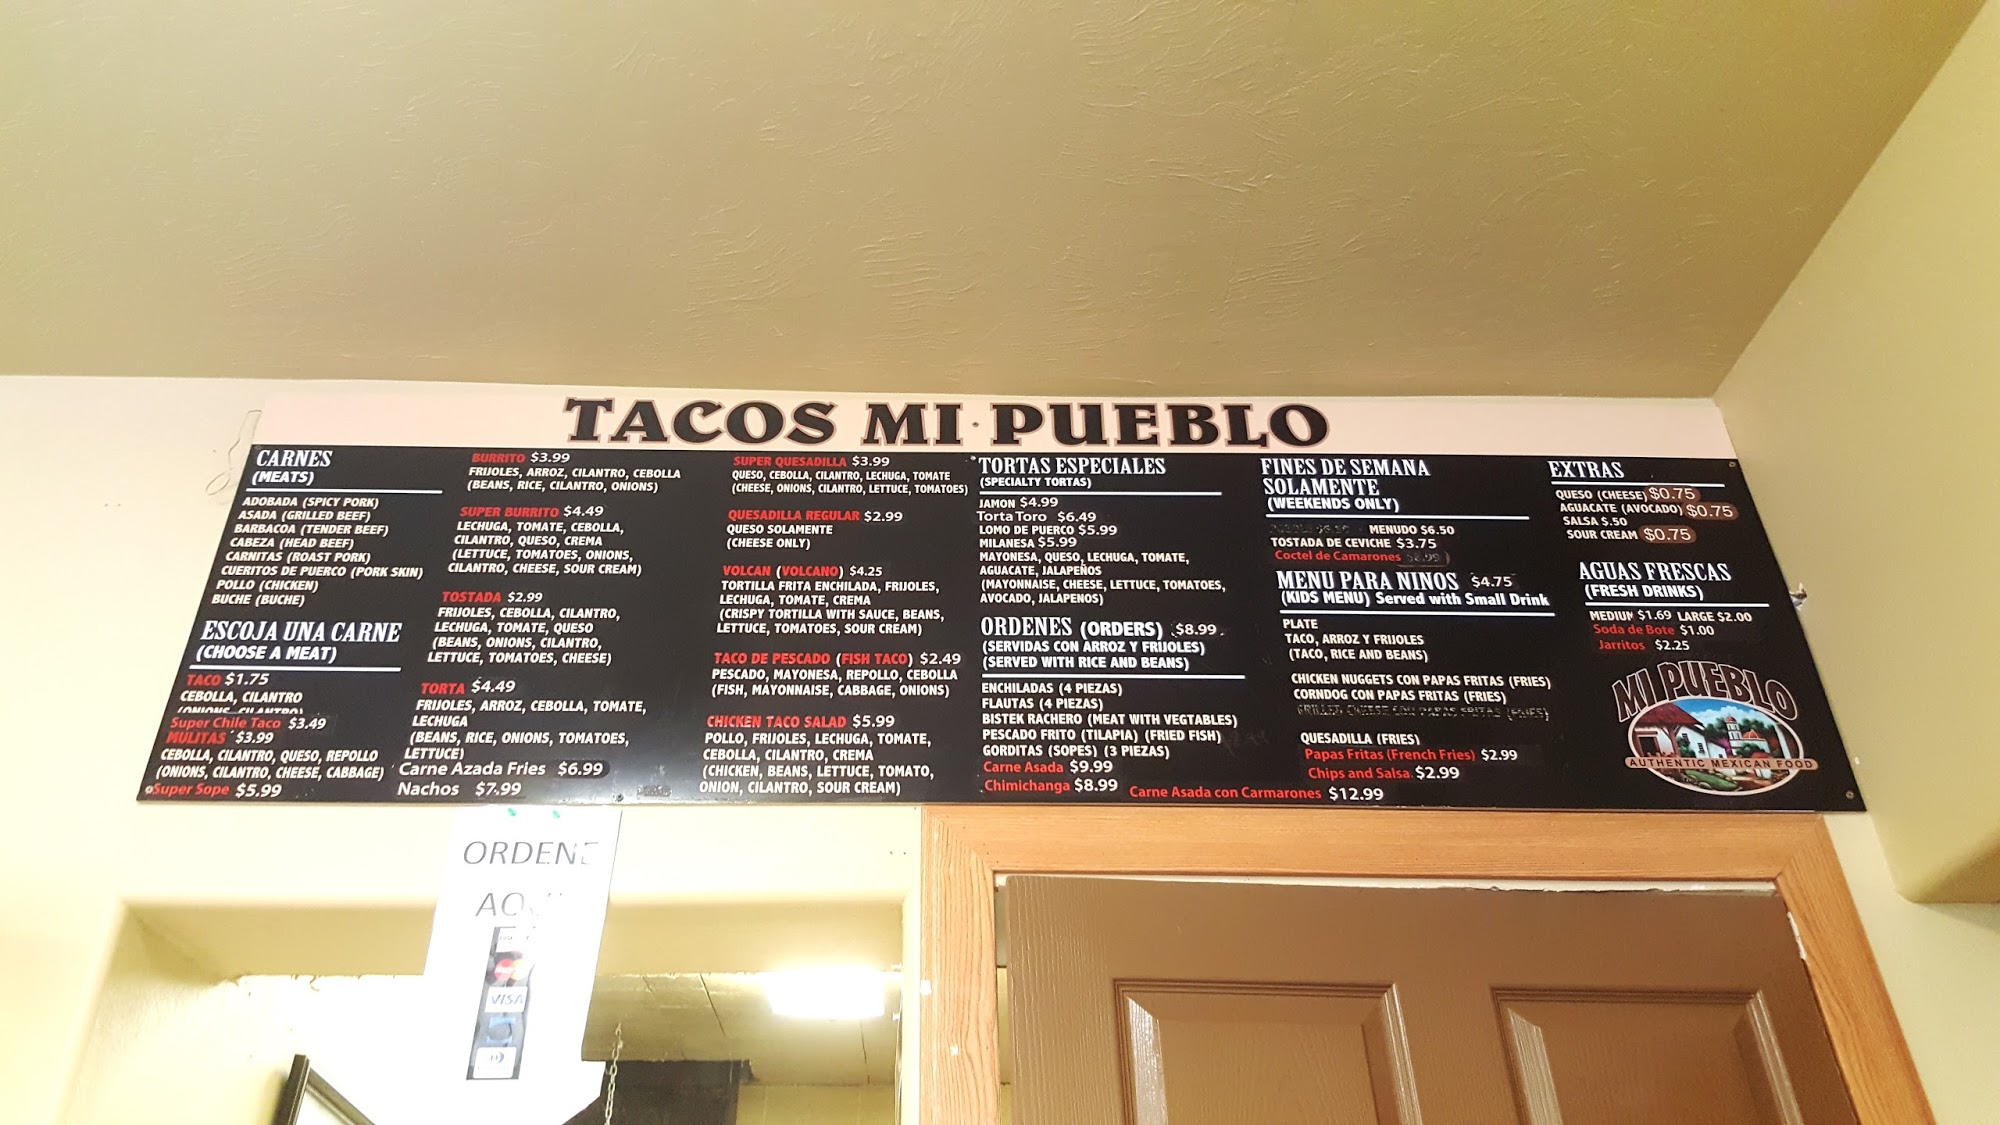 TACOS MI PUEBLO
CARNES
(MEATS)
ADOBADA (SPICY PORK)
ASADA (GRILLED BEEF)
BARBACOA (TENDER BEEF)
CABEZA (HEAD BEEF)
CARNITAS (ROAST PORK)
CUERITOS DE PUERCO (PORK SKIN)
POLLO (CHICKEN)
BUCHE (BUCHE)
ESCOJA UNA CARNE
(CHOOSE A MEAT)
TACO $1.75
CEBOLLA, CILANTRO
(ONIONS, CILANTRO)
Super Chile Taco $3.49
MULITAS $3.99
CEBOLLA, CILANTRO, QUESO, REPOLLO
(ONIONS, CILANTRO, CHEESE, CABBAGE)
Super Sope $5.99
BURRITO $3.99
FRIJOLES, ARROZ, CILANTRO, CEBOLLA
(BEANS, RICE, CILANTRO, ONIONS)
SUPER BURRITO $4.49
LECHUGA, TOMATE, CEBOLLA,
CILANTRO, QUESO, CREMA
(LETTUCE, TOMATOES, ONIONS,
CILANTRO, CHEESE, SOUR CREAM)
TOSTADA $2.99
FRIJOLES, CEBOLLA, CILANTRO,
LECHUGA, TOMATE, QUESO
(BEANS, ONIONS, CILANTRO,
LETTUCE, TOMATOES, CHEESE)
TORTA $4.49
FRIJOLES, ARROZ, CEBOLLA, TOMATE,
LECHUGA
(BEANS, RICE, ONIONS, TOMATOES,
LETTUCE)
Carne Azada Fries $6.99
Nachos $7.99
SUPER QUESADILLA $3.99
QUESO, CEBOLLA, CILANTRO, LECHUGA, TOMATE
(CHEESE, ONIONS, CILANTRO, LETTUCE, TOMATOES)
QUESADILLA REGULAR $2.99
QUESO SOLAMENTE
(CHEESE ONLY)
VOLCAN (VOLCANO) $4.25
TORTILLA FRITA ENCHILADA, FRIJOLES,
LECHUGA, TOMATE, CREMA
(CRISPY TORTILLA WITH SAUCE, BEANS,
LETTUCE, TOMATOES, SOUR CREAM)
TACO DE PESCADO (FISH TACO) $2.49
PESCADO, MAYONESA, REPOLLO, CEBOLLA
(FISH, MAYONNAISE, CABBAGE, ONIONS)
CHICKEN TACO SALAD $5.99
POLLO, FRIJOLES, LECHUGA, TOMATE,
CEBOLLA, CILANTRO, CREMA
(CHICKEN, BEANS, LETTUCE, TOMATO,
ONION, CILANTRO, SOUR CREAM)
TORTAS ESPECIALES
(SPECIALTY TORTAS)
JAMON $4.99
Torta Toro $6.49
LOMO DE PUERCO $5.99
MILANESA $5.99
MAYONESA, QUESO, LECHUGA, TOMATE,
AGUACATE, JALAPEÑOS
(MAYONNAISE, CHEESE, LETTUCE, TOMATOES,
AVOCADO, JALAPENOS)
ORDENES (ORDERS) $8.99
(SERVIDAS CON ARROZ Y FRIJOLES)
(SERVED WITH RICE AND BEANS)
ENCHILADAS (4 PIEZAS)
FLAUTAS (4 PIEZAS)
BISTEK RACHERO (MEAT WITH VEGTABLES)
PESCADO FRITO (TILAPIA) (FRIED FISH)
GORDITAS (SOPES) (3 PIEZAS)
Carne Asada $9.99
Chimichanga $8.99 Carne Asada con Carmarones $12.99
FINES DE SEMANA
SOLAMENTE
(WEEKENDS ONLY)
MENUDO $6.50
TOSTADA DE CEVICHE $3.75
Coctel de Camarones
MENU PARA NINOS $4.75
(KIDS MENU) Served with Small Drink
PLATE
TACO, ARROZ Y FRIJOLES
(TACO, RICE AND BEANS)
CHICKEN NUGGETS CON PAPAS FRITAS (FRIES)
CORNDOG CON PAPAS FRITAS (FRIES)
GRILLED CHEESE CON PAPAS FRITAS (FRIES)
QUESADILLA (FRIES)
Papas Fritas (French Fries) $2.99
Chips and Salsa $2.99
EXTRAS
QUESO (CHEESE) $0.75
AGUACATE (AVOCADO) $0.75
SALSA $.50
SOUR CREAM $0.75
AGUAS FRESCAS
(FRESH DRINKS)
MEDIUM $1.69 LARGE $2.00
Soda de Bote $1.00
Jarritos $2.25
MI PUEBLO
AUTHENTIC MEXICAN FOOD
ORDENE
AQUI
VISA